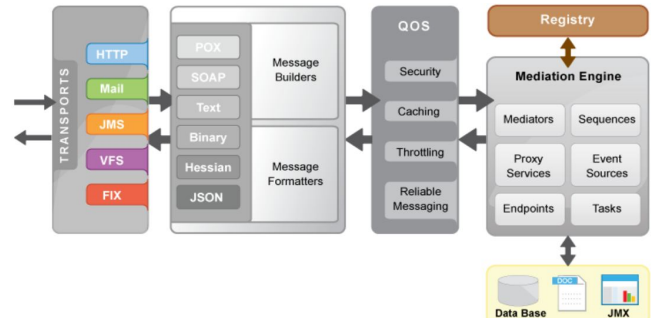 TRANSPORTS
HTTP
Mail
JMS
VFS
FIX
POX
SOAP
Text
Binary
Hessian
JSON
Message
Builders
Message
Formatters
QOS
Security
Caching
Throttling
Reliable
Messaging
Registry
Mediation Engine
Mediators
Sequences
Proxy
Services
Event
Sources
Endpoints
Tasks
DOC
Data Base
JMX